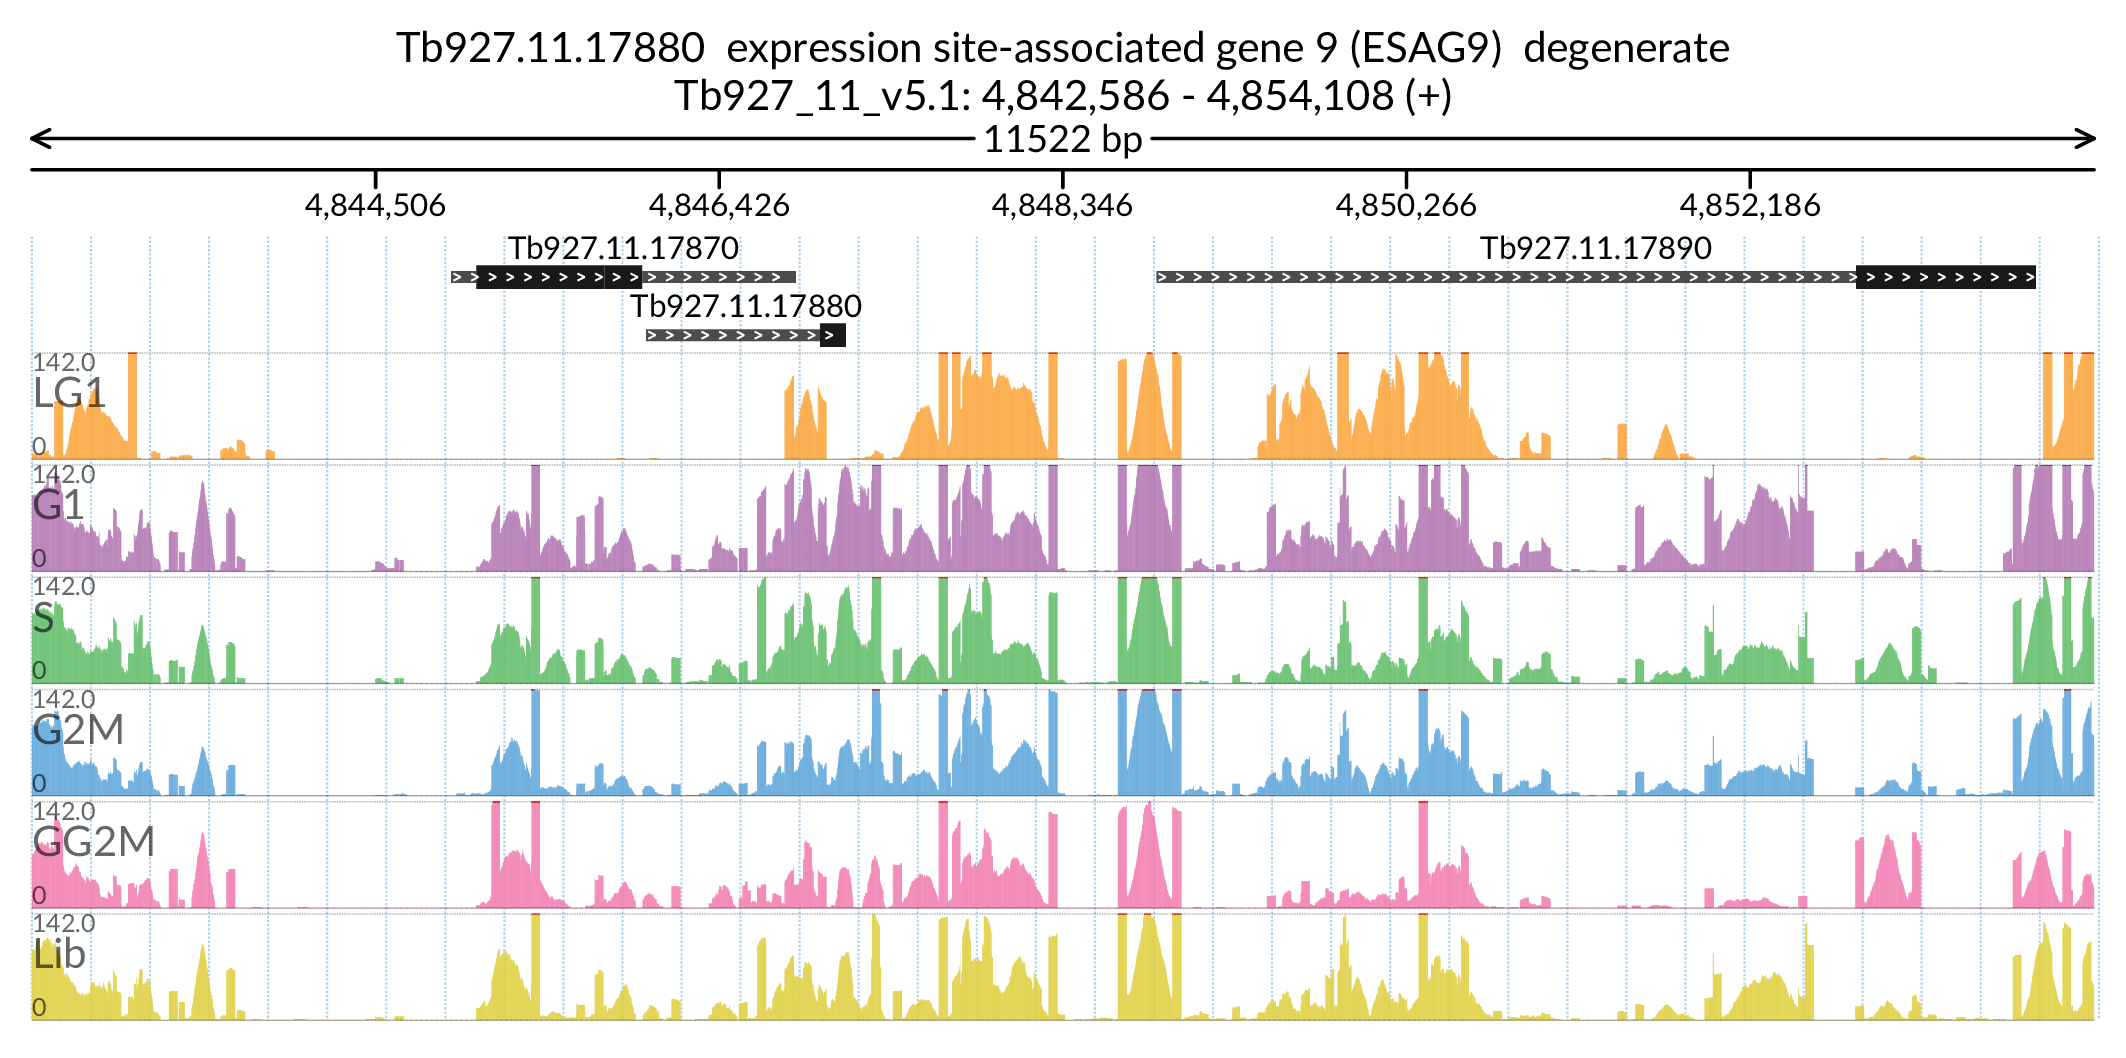 Tb927.11.17880 expression site-associated gene 9 (ESAG9) degenerate
Tb927_11_v5.1: 4,842,586 - 4,854,108 (+)
11522 bp
4,844,506 4,846,426 4,848,346 4,850,266 4,852,186
Tb927.11.17870 Tb927.11.17890
Tb927.11.17880
142.0
LG1
0
142.0
G1
0
142.0
S
0
142.0
G2M
0
142.0
GG2M
0
142.0
Lib
0